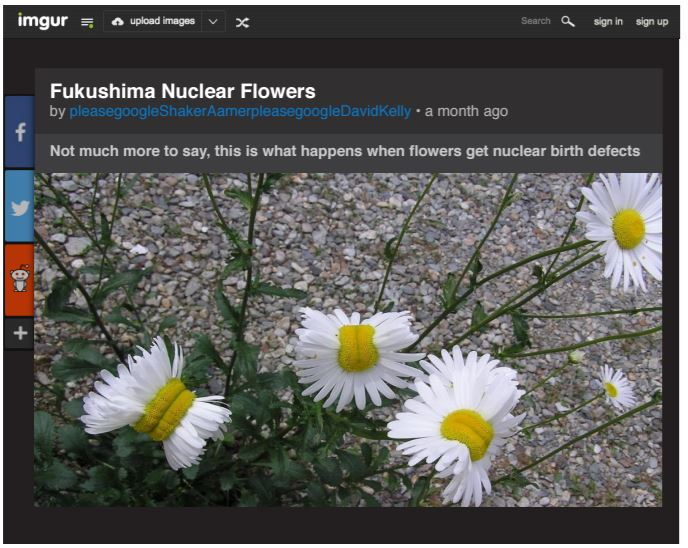 imgur upload images Search sign in sign up
Fukushima Nuclear Flowers
by pleasegoogleShakerAamerpleasegoogleDavidKelly • a month ago
Not much more to say, this is what happens when flowers get nuclear birth defects